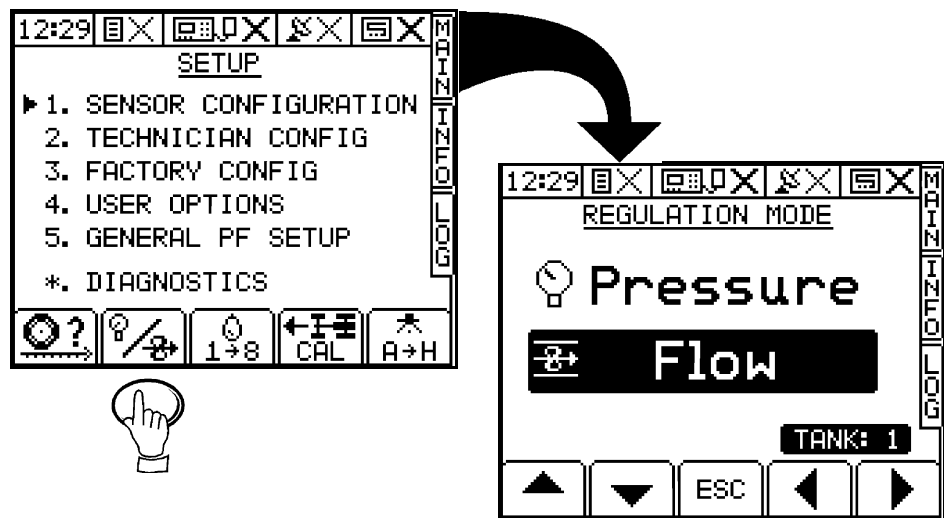 12:29
SETUP
1. SENSOR CONFIGURATION
2. TECHNICIAN CONFIG
3. FACTORY CONFIG
4. USER OPTIONS
5. GENERAL PF SETUP
*. DIAGNOSTICS
MAIN
INFO
LOG
?
1→8
CAL
A→H
12:29
REGULATION MODE
Pressure
Flow
TANK: 1
MAIN
INFO
LOG
ESC